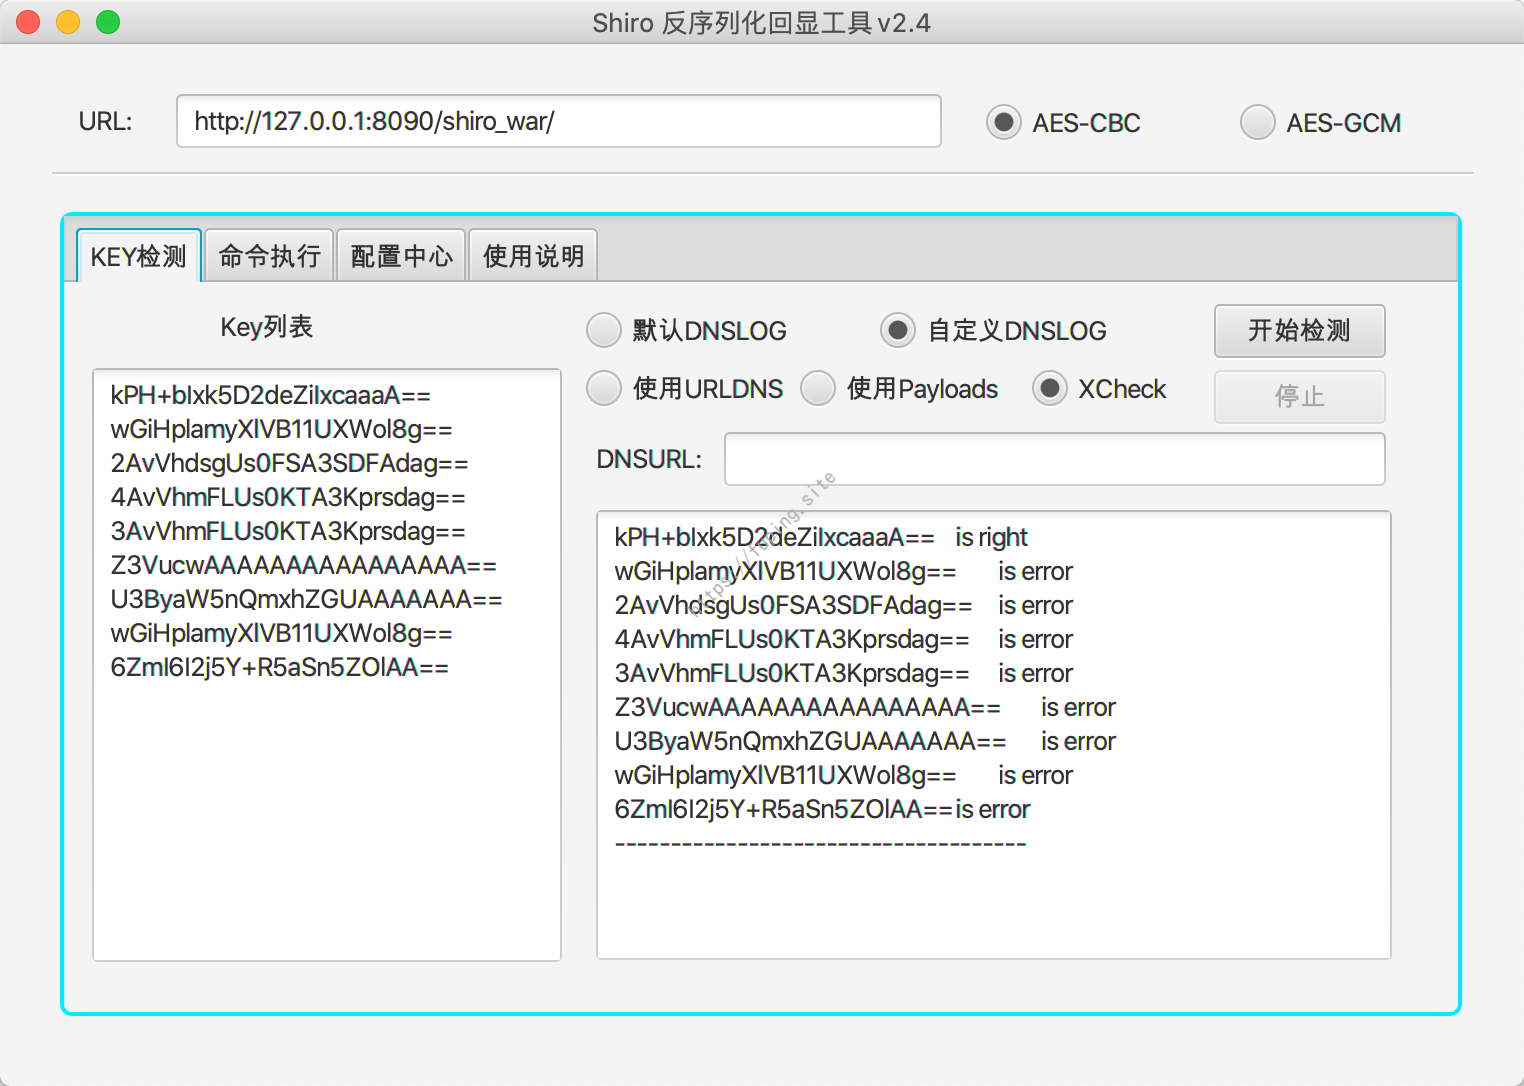 Shiro 反序列化回显工具 v2.4
URL: http://127.0.0.1:8090/shiro_war/ AES-CBC AES-GCM
KEY检测 命令执行 配置中心 使用说明
Key列表
默认DNSLOG 自定义DNSLOG 开始检测
使用URLDNS 使用Payloads XCheck 停止
DNSURL:
kPH+bIxk5D2deZiIxcaaaA==
wGiHplamyXlVB11UXWol8g==
2AvVhdsgUs0FSA3SDFAdag==
4AvVhmFLUs0KTA3Kprsdag==
3AvVhmFLUs0KTA3Kprsdag==
Z3VucwAAAAAAAAAAAAAAAA==
U3ByaW5nQmxhZGUAAAAAAA==
wGiHplamyXlVB11UXWol8g==
6ZmI6I2j5Y+R5aSn5ZOlAA==
kPH+bIxk5D2deZiIxcaaaA== is right
wGiHplamyXlVB11UXWol8g== is error
2AvVhdsgUs0FSA3SDFAdag== is error
4AvVhmFLUs0KTA3Kprsdag== is error
3AvVhmFLUs0KTA3Kprsdag== is error
Z3VucwAAAAAAAAAAAAAAAA== is error
U3ByaW5nQmxhZGUAAAAAAA== is error
wGiHplamyXlVB11UXWol8g== is error
6ZmI6I2j5Y+R5aSn5ZOlAA== is error
-------------------------------------